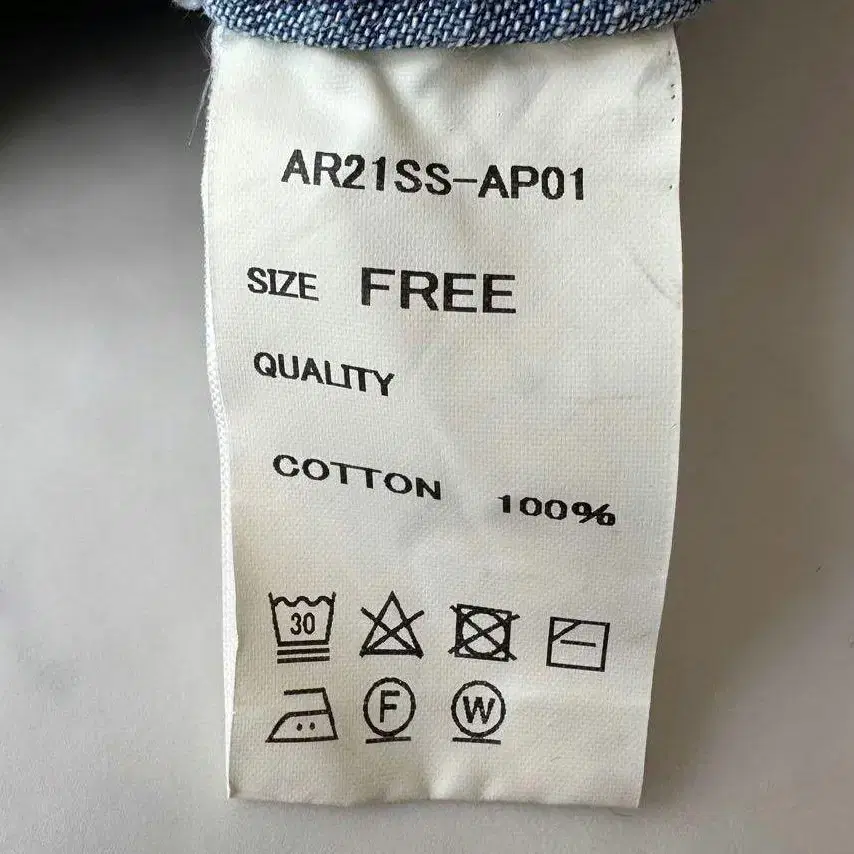 AR21SS-AP01
SIZE FREE
QUALITY
COTTON 100%
30
F W